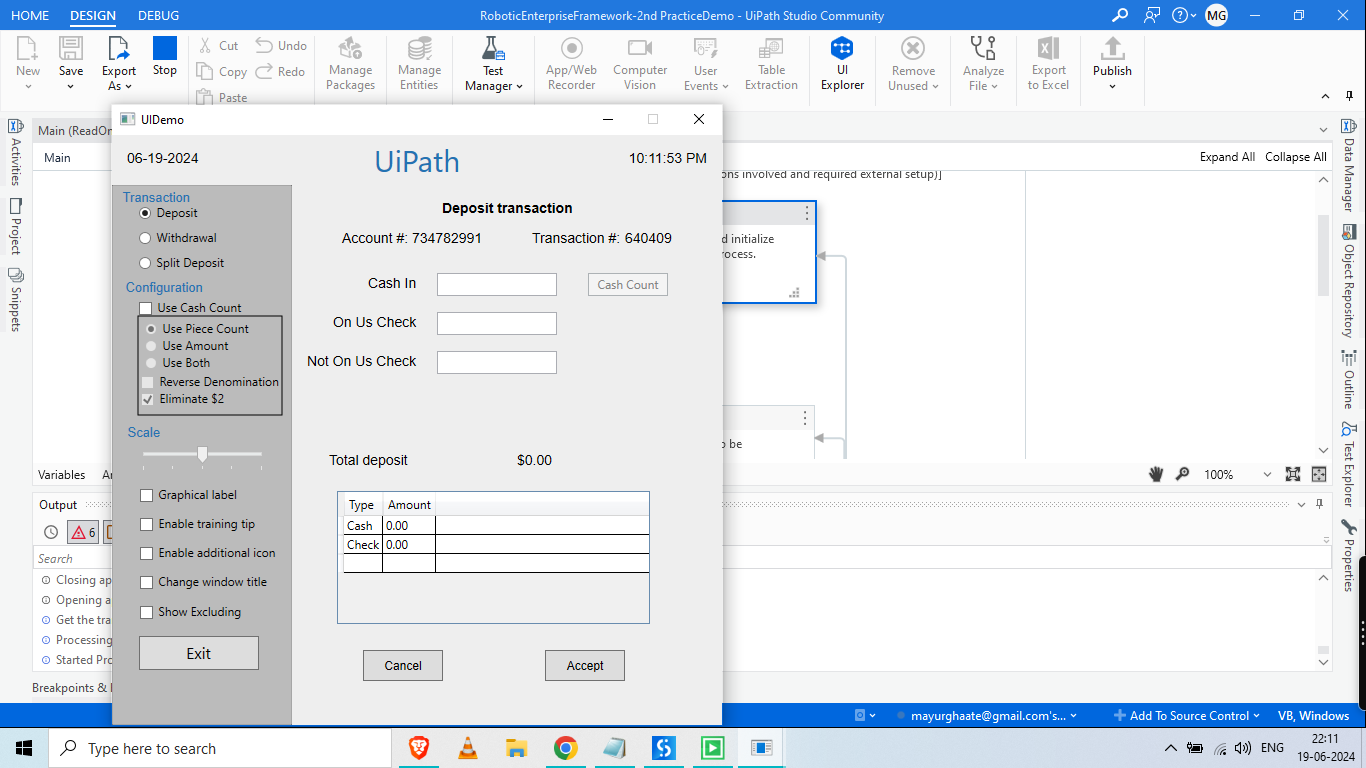 HOME DESIGN DEBUG RoboticEnterpriseFramework-2nd PracticeDemo - UiPath Studio Community MG
New Save Export As Stop Cut Copy Paste Undo Redo Manage Packages Manage Entities Test Manager App/Web Recorder Computer Vision User Events Table Extraction UI Explorer Remove Unused Analyze File Export to Excel Publish
Activities
Project
Snippets
Main (ReadOn
Main
Expand All Collapse All
ons involved and required external setup)]
d initialize
rocess.
o be
Data Manager
Object Repository
Outline
Test Explorer
Properties
UIDemo
06-19-2024 UiPath 10:11:53 PM
Transaction
Deposit
Withdrawal
Split Deposit
Configuration
Use Cash Count
Use Piece Count
Use Amount
Use Both
Reverse Denomination
Eliminate $2
Scale
Graphical label
Enable training tip
Enable additional icon
Change window title
Show Excluding
Exit
Deposit transaction
Account #: 734782991 Transaction #: 640409
Cash In Cash Count
On Us Check
Not On Us Check
Total deposit $0.00
Type Amount
Cash 0.00
Check 0.00
Cancel Accept
Variables 100%
Output
6
Search
Closing ap
Opening a
Get the tra
Processing
Started Pro
Breakpoints &
mayurghaate@gmail.com's... Add To Source Control VB, Windows
Type here to search
ENG 22:11
19-06-2024